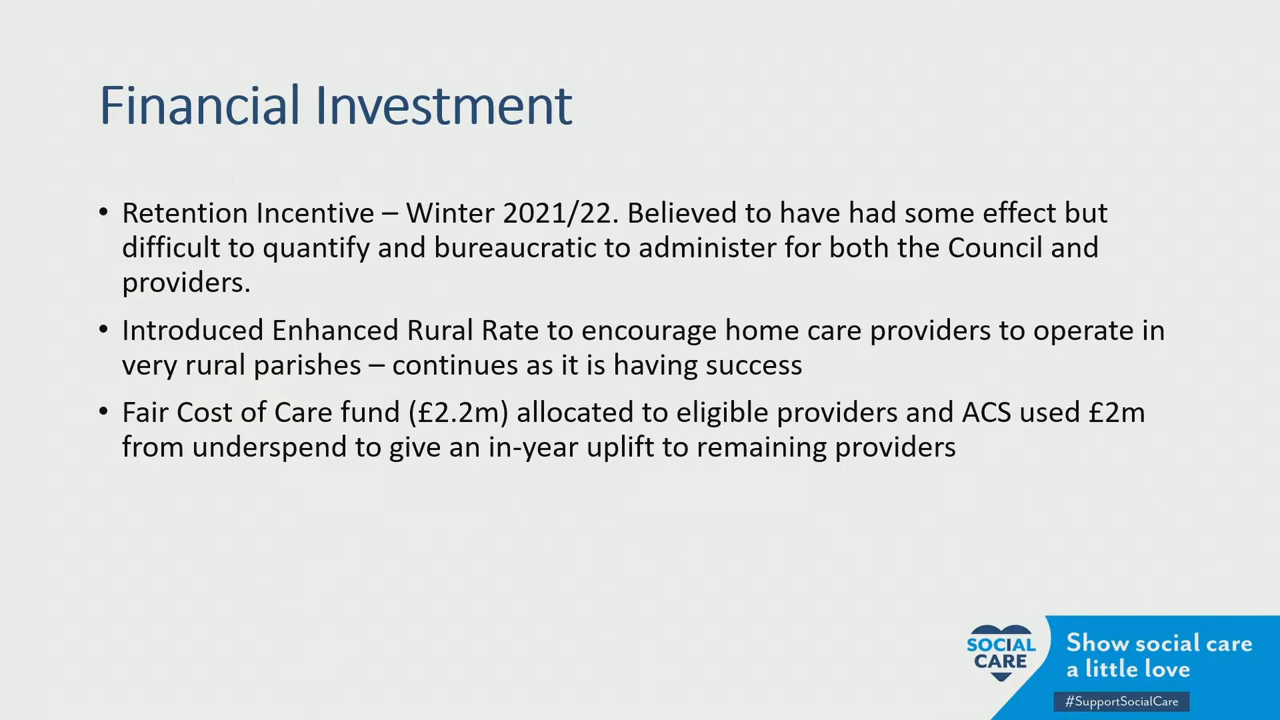 Financial Investment
• Retention Incentive – Winter 2021/22. Believed to have had some effect but
difficult to quantify and bureaucratic to administer for both the Council and
providers.
• Introduced Enhanced Rural Rate to encourage home care providers to operate in
very rural parishes – continues as it is having success
• Fair Cost of Care fund (£2.2m) allocated to eligible providers and ACS used £2m
from underspend to give an in-year uplift to remaining providers
SOCIAL
CARE
Show social care
a little love
#SupportSocialCare